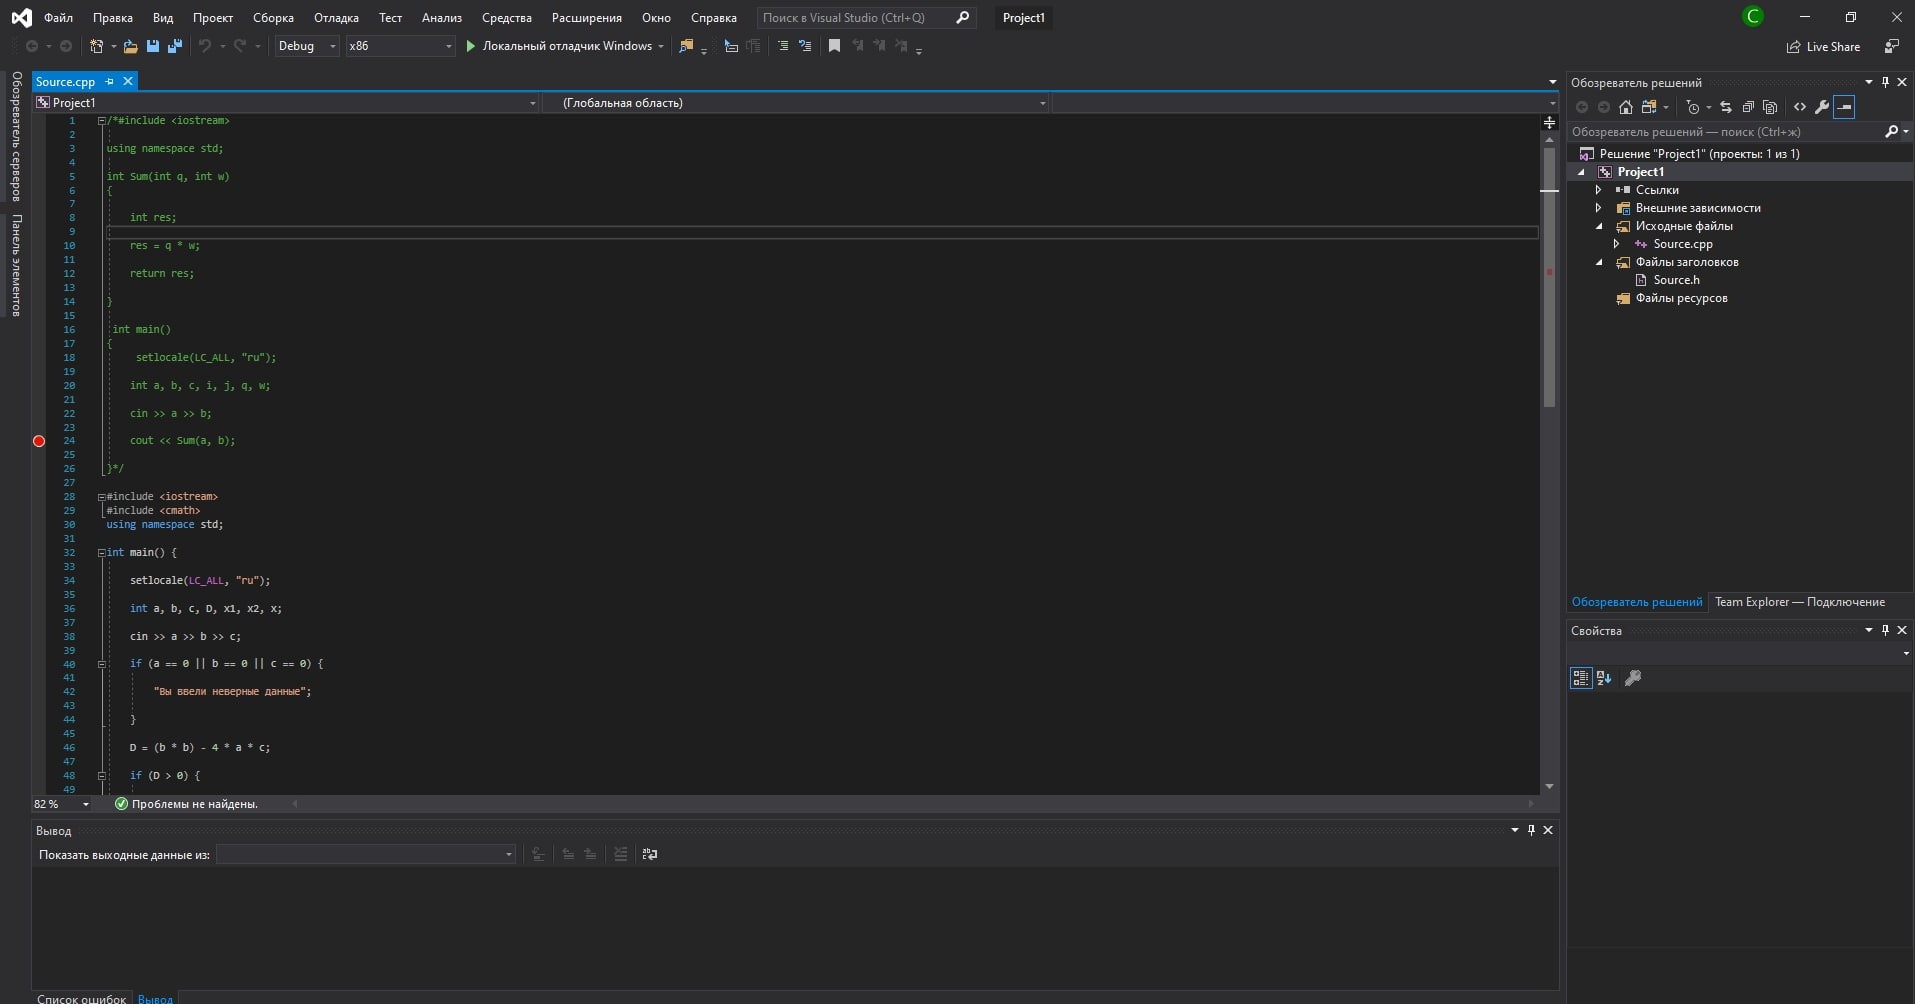 Файл Правка Вид Проект Сборка Отладка Тест Анализ Средства Расширения Окно Справка Поиск в Visual Studio (Ctrl+Q) Project1 C
Debug x86 Локальный отладчик Windows Live Share
Обозреватель серверов
Панель элементов
Source.cpp
Project1 (Глобальная область)
1 /*#include <iostream>
2
3 using namespace std;
4
5 int Sum(int q, int w)
6 {
7
8 int res;
9
10 res = q * w;
11
12 return res;
13
14 }
15
16 int main()
17 {
18 setlocale(LC_ALL, "ru");
19
20 int a, b, c, i, j, q, w;
21
22 cin >> a >> b;
23
24 cout << Sum(a, b);
25
26 }*/
27
28 #include <iostream>
29 #include <cmath>
30 using namespace std;
31
32 int main() {
33
34 setlocale(LC_ALL, "ru");
35
36 int a, b, c, D, x1, x2, x;
37
38 cin >> a >> b >> c;
39
40 if (a == 0 || b == 0 || c == 0) {
41
42 "Вы ввели неверные данные";
43
44 }
45
46 D = (b * b) - 4 * a * c;
47
48 if (D > 0) {
49
82 % Проблемы не найдены.
Вывод
Показать выходные данные из:
Список ошибок Вывод
Обозреватель решений
Обозреватель решений — поиск (Ctrl+ж)
Решение "Project1" (проекты: 1 из 1)
Project1
Ссылки
Внешние зависимости
Исходные файлы
Source.cpp
Файлы заголовков
Source.h
Файлы ресурсов
Обозреватель решений Team Explorer — Подключение
Свойства